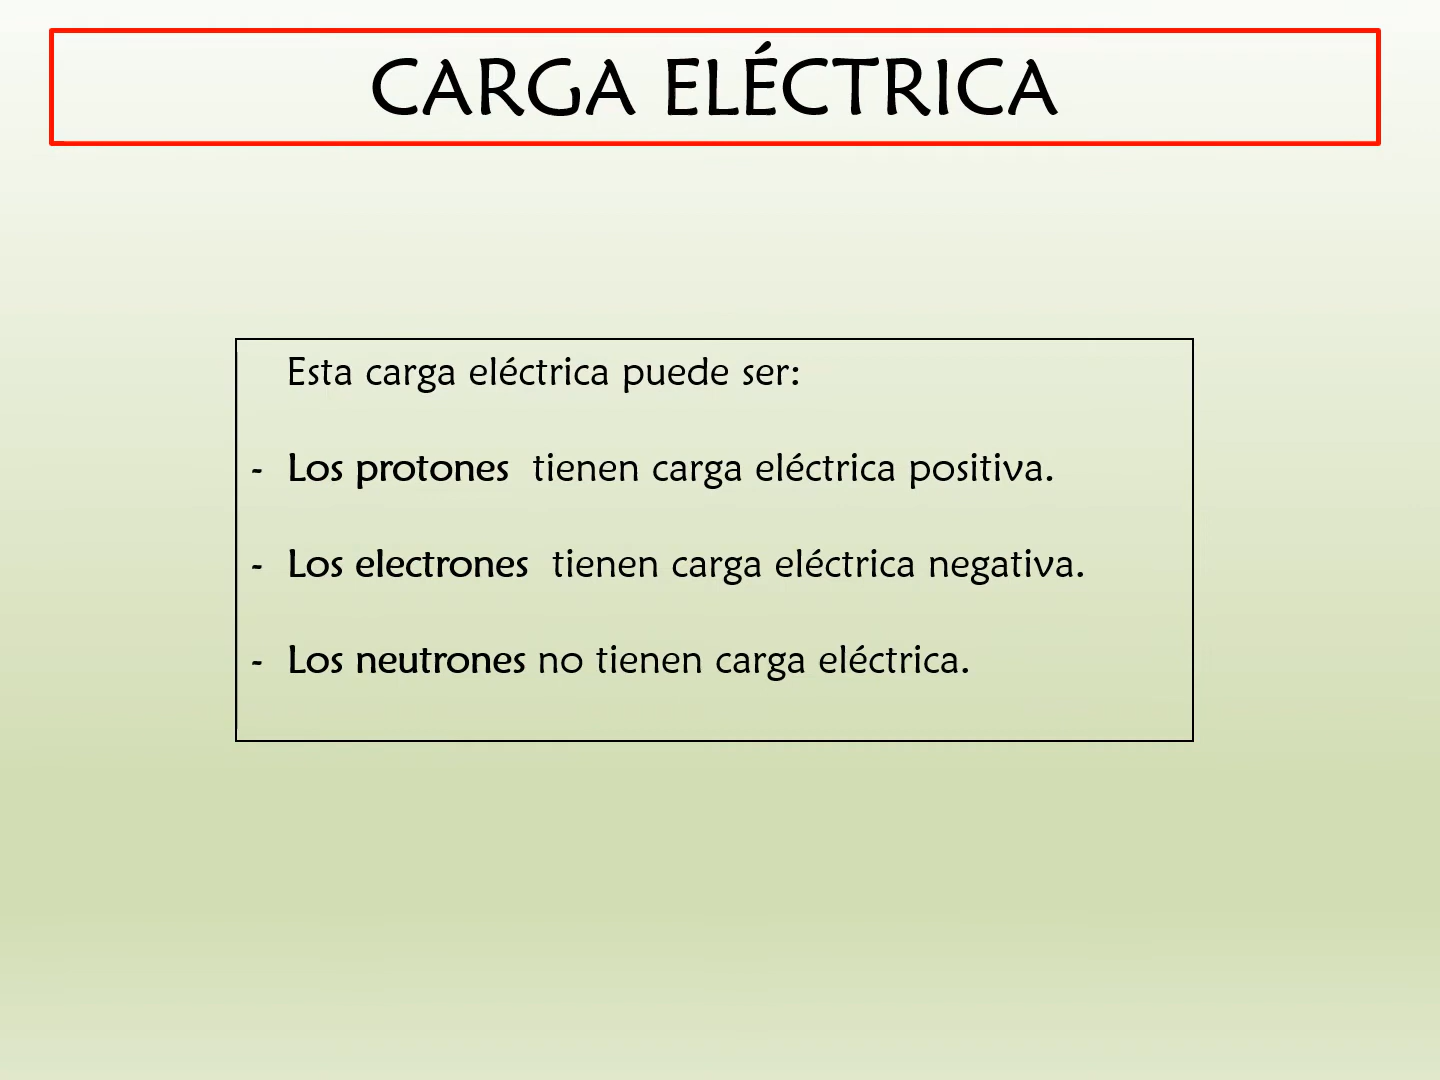 CARGA ELÉCTRICA
Esta carga eléctrica puede ser:
- Los protones tienen carga eléctrica positiva.
- Los electrones tienen carga eléctrica negativa.
- Los neutrones no tienen carga eléctrica.